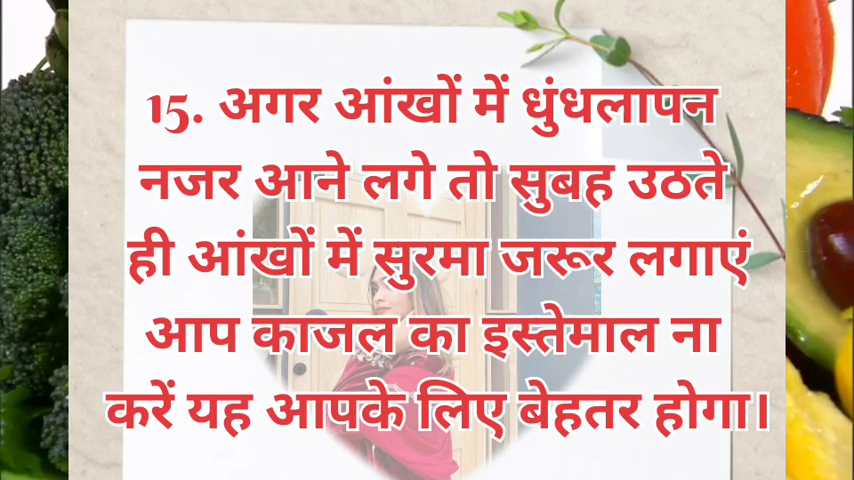 15. अगर आंखों में धुंधलापन
नजर आने लगे तो सुबह उठते
ही आंखों में सुरमा जरूर लगाएं
आप काजल का इस्तेमाल ना
करें यह आपके लिए बेहतर होगा।